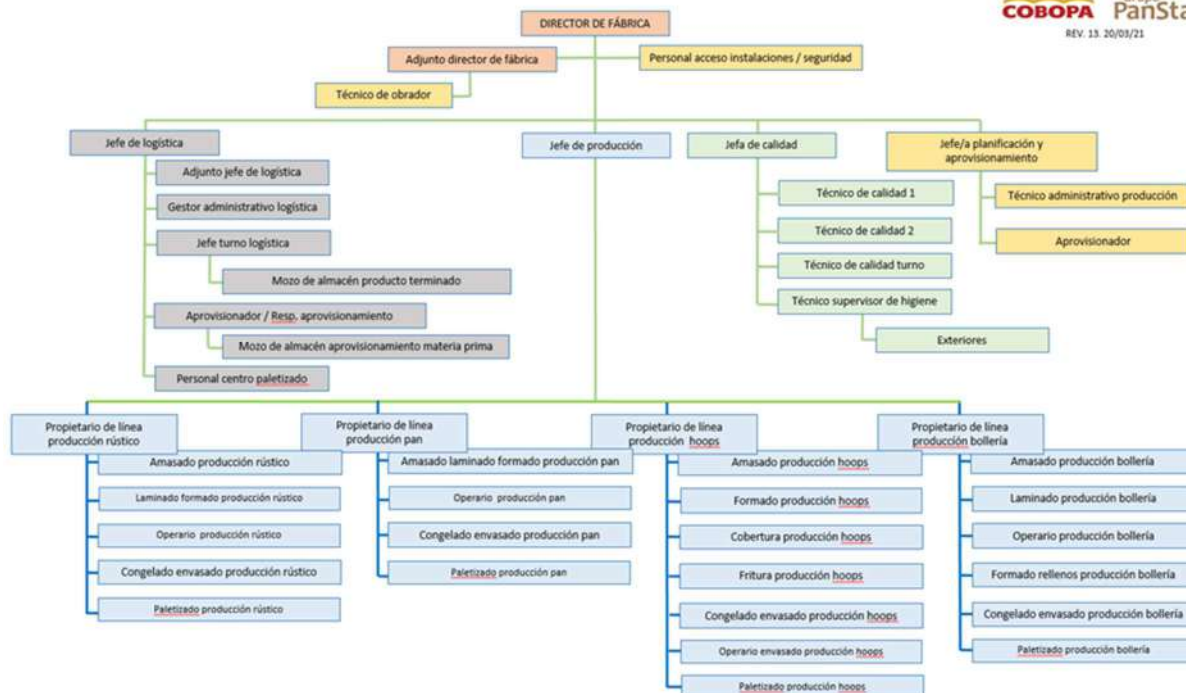 COBOPA
PanSta
REV. 13. 20/03/21
DIRECTOR DE FÁBRICA
Adjunto director de fábrica
Personal acceso instalaciones / seguridad
Técnico de obrador
Jefe de logística
Jefe de producción
Jefa de calidad
Jefe/a planificación y
aprovisionamiento
Adjunto jefe de logística
Gestor administrativo logística
Jefe turno logística
Mozo de almacén producto terminado
Aprovisionador / Resp. aprovisionamiento
Mozo de almacén aprovisionamiento materia prima
Personal centro paletizado
Técnico de calidad 1
Técnico de calidad 2
Técnico de calidad turno
Técnico supervisor de higiene
Exteriores
Técnico administrativo producción
Aprovisionador
Propietario de línea
producción rústico
Amasado producción rústico
Laminado formado producción rústico
Operario producción rústico
Congelado envasado producción rústico
Paletizado producción rústico
Propietario de línea
producción pan
Amasado laminado formado producción pan
Operario producción pan
Congelado envasado producción pan
Paletizado producción pan
Propietario de línea
producción hoops
Amasado producción hoops
Formado producción hoops
Cobertura producción hoops
Fritura producción hoops
Congelado envasado producción hoops
Operario envasado producción hoops
Paletizado producción hoops
Propietario de línea
producción bollería
Amasado producción bollería
Laminado producción bollería
Operario producción bollería
Formado rellenos producción bollería
Congelado envasado producción bollería
Paletizado producción bollería